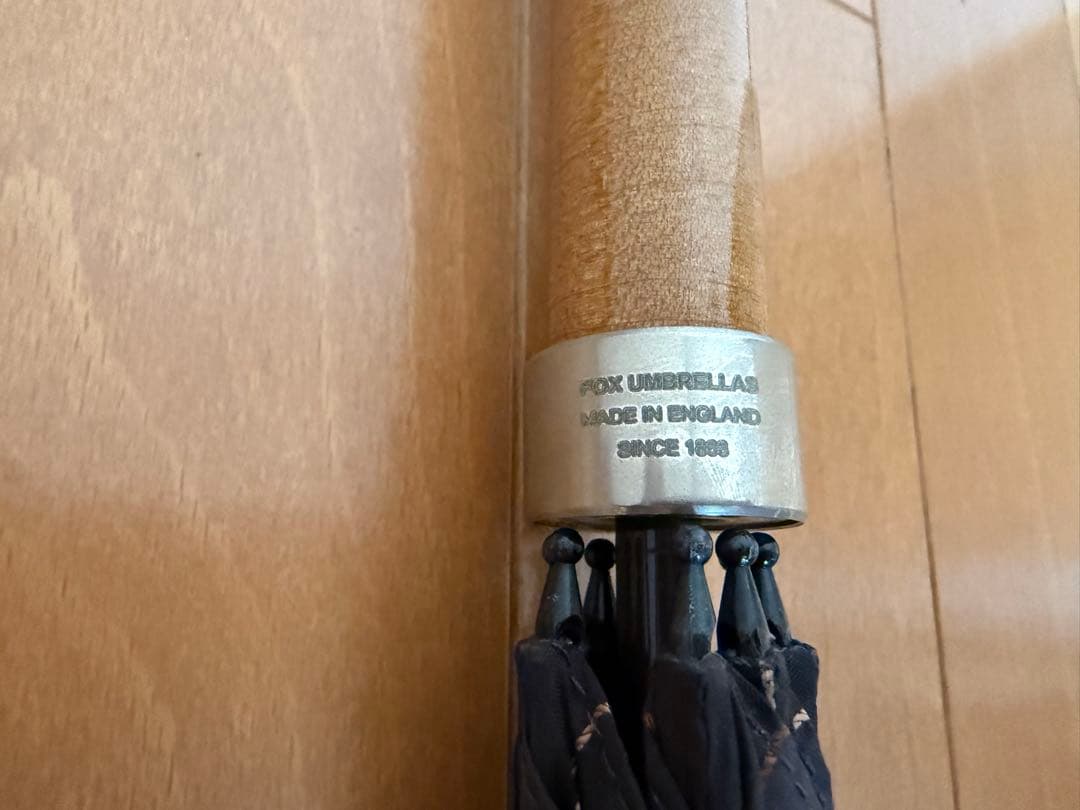 FOX UMBRELLAS
MADE IN ENGLAND
SINCE 1868